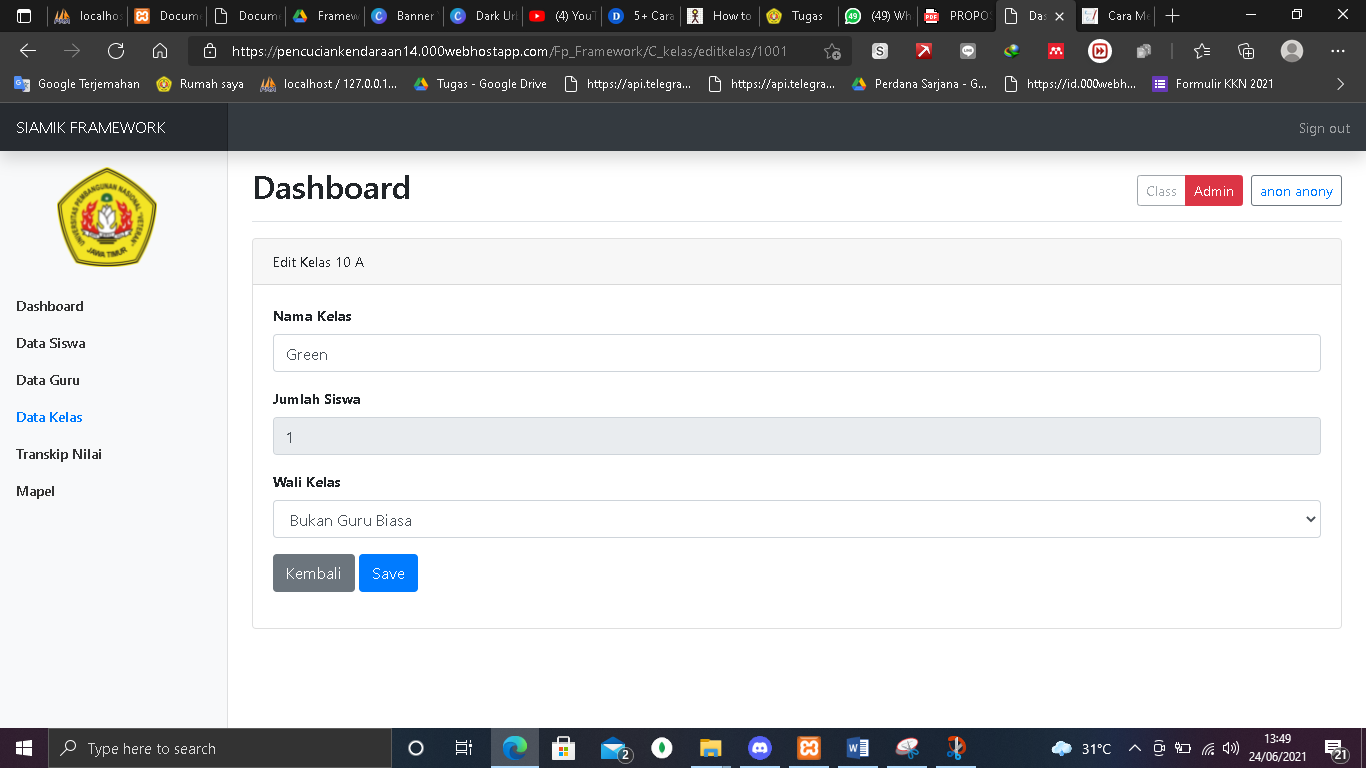 localhos
Docume
Docume
Framew
Banner
Dark Url
(4) YouT
5+ Cara
How to
Tugas
(49) Wh
PROPO
Das
Cara Me
https://pencuciankendaraan14.000webhostapp.com/Fp_Framework/C_kelas/editkelas/1001
Google Terjemahan
Rumah saya
localhost / 127.0.0.1...
Tugas - Google Drive
https://api.telegra...
https://api.telegra...
Perdana Sarjana - G...
https://id.000webh...
Formulir KKN 2021
SIAMIK FRAMEWORK
Sign out
UNIVERSITAS PEMBANGUNAN NASIONAL "VETERAN"
JAWA TIMUR
Dashboard
Data Siswa
Data Guru
Data Kelas
Transkip Nilai
Mapel
Dashboard
Class Admin anon anony
Edit Kelas 10 A
Nama Kelas
Green
Jumlah Siswa
1
Wali Kelas
Bukan Guru Biasa
Kembali Save
Type here to search
2
31°C
13:49
24/06/2021
21